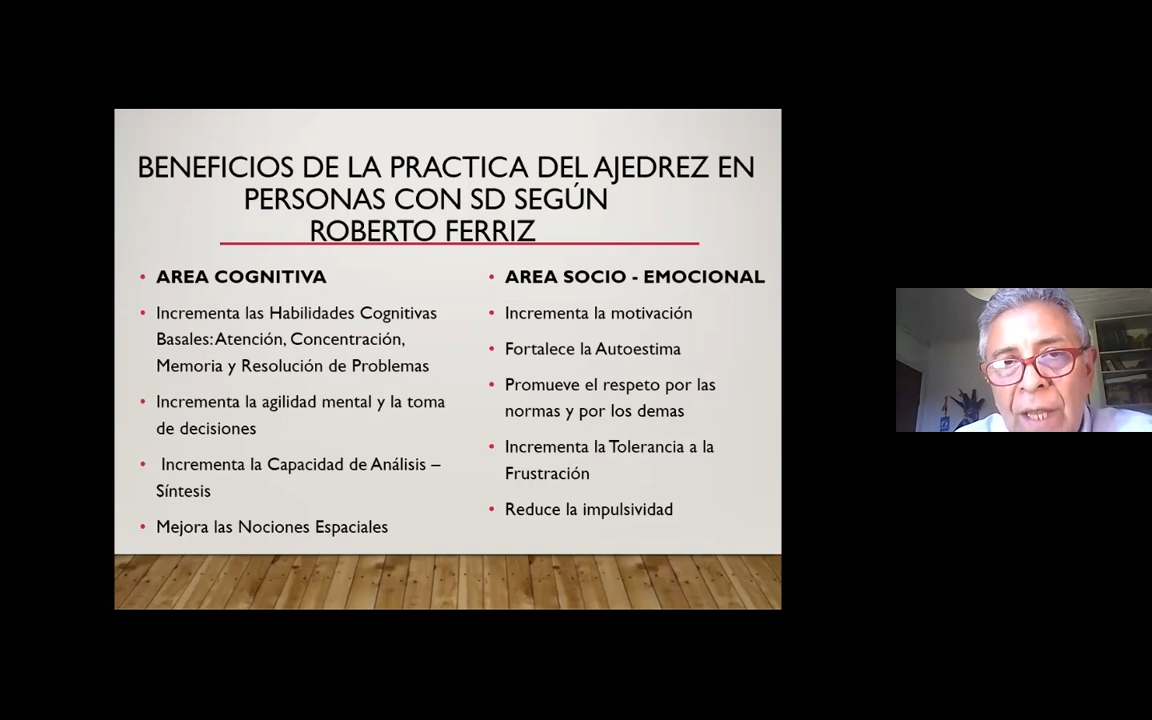 BENEFICIOS DE LA PRACTICA DEL AJEDREZ EN
PERSONAS CON SD SEGÚN
ROBERTO FERRIZ
• AREA COGNITIVA
• Incrementa las Habilidades Cognitivas
Basales: Atención, Concentración,
Memoria y Resolución de Problemas
• Incrementa la agilidad mental y la toma
de decisiones
• Incrementa la Capacidad de Análisis –
Síntesis
• Mejora las Nociones Espaciales
• AREA SOCIO - EMOCIONAL
• Incrementa la motivación
• Fortalece la Autoestima
• Promueve el respeto por las
normas y por los demas
• Incrementa la Tolerancia a la
Frustración
• Reduce la impulsividad